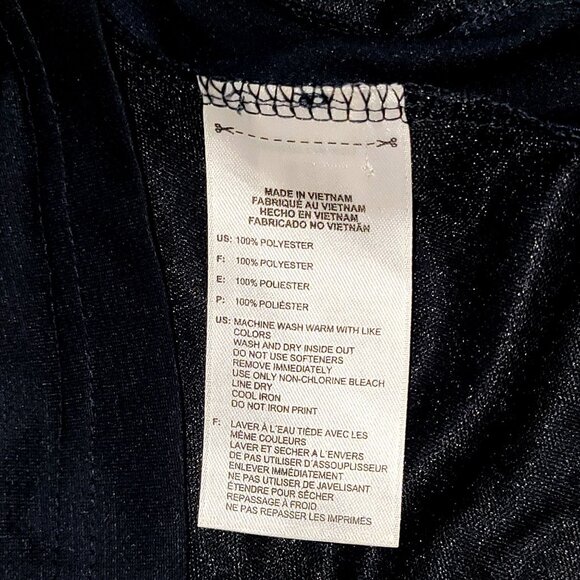 MADE IN VIETNAM
FABRIQUÉ AU VIETNAM
HECHO EN VIETNAM
FABRICADO NO VIETNÃN
US: 100% POLYESTER
F: 100% POLYESTER
E: 100% POLIESTER
P: 100% POLIÉSTER
US: MACHINE WASH WARM WITH LIKE
COLORS
WASH AND DRY INSIDE OUT
DO NOT USE SOFTENERS
REMOVE IMMEDIATELY
USE ONLY NON-CHLORINE BLEACH
LINE DRY
COOL IRON
DO NOT IRON PRINT
F: LAVER À L'EAU TIÈDE AVEC LES
MÊME COULEURS
LAVER ET SÉCHER À L'ENVERS
DE PAS UTILISER D'ASSOUPLISSEUR
ENLEVER IMMÉDIATEMENT
NE PAS UTILISER DE JAVELISANT
ÉTENDRE POUR SÉCHER
REPASSAGE À FROID
NE PAS REPASSER LES IMPRIMÉS